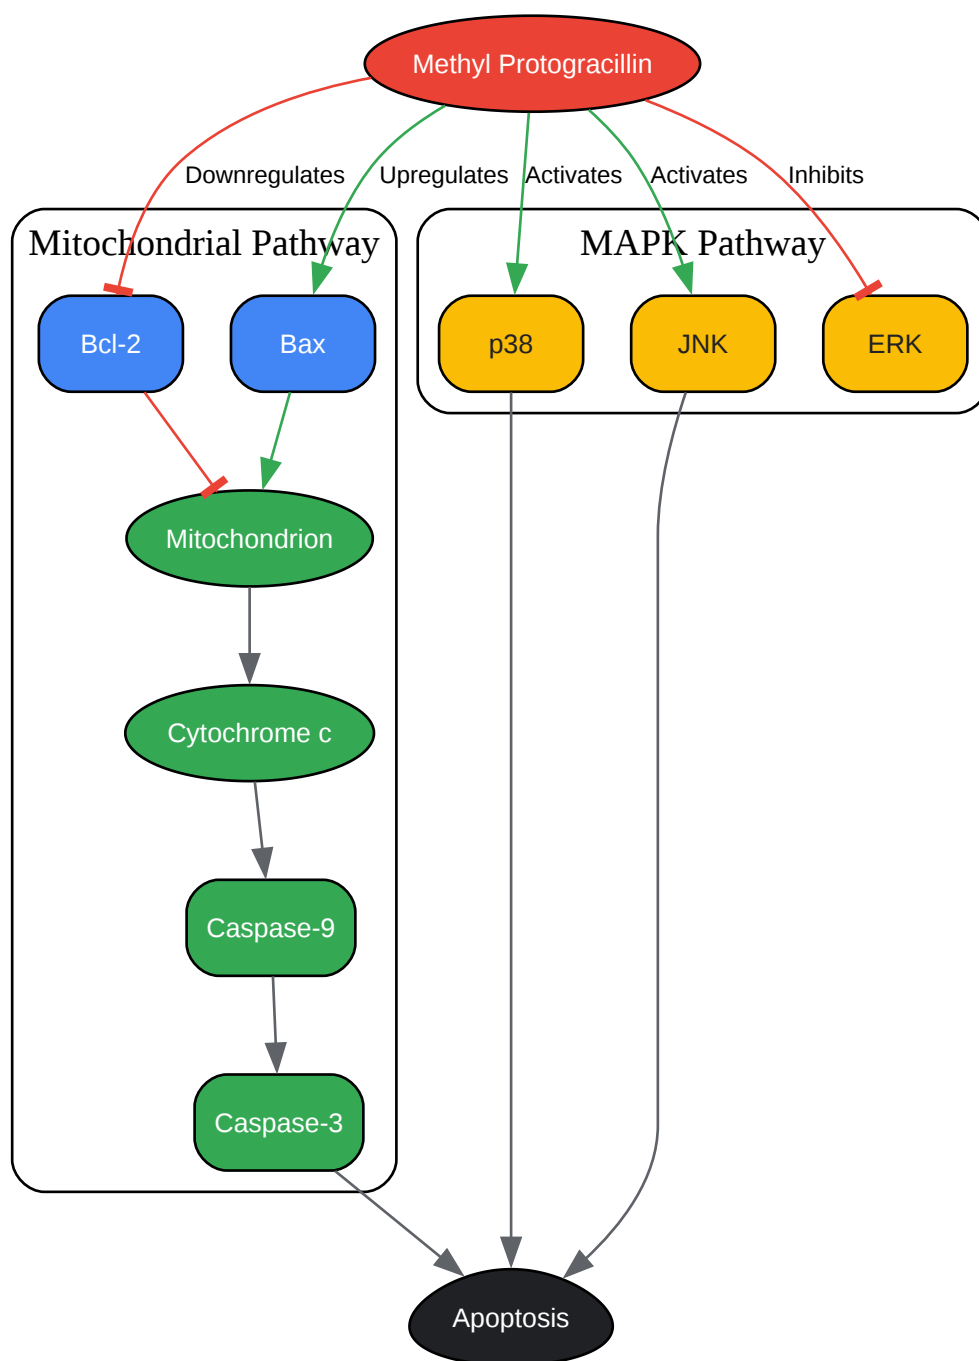 Methyl Protogracillin
Downregulates
Upregulates
Activates
Activates
Inhibits
Mitochondrial Pathway
MAPK Pathway
Bcl-2
Bax
p38
JNK
ERK
Mitochondrion
Cytochrome c
Caspase-9
Caspase-3
Apoptosis